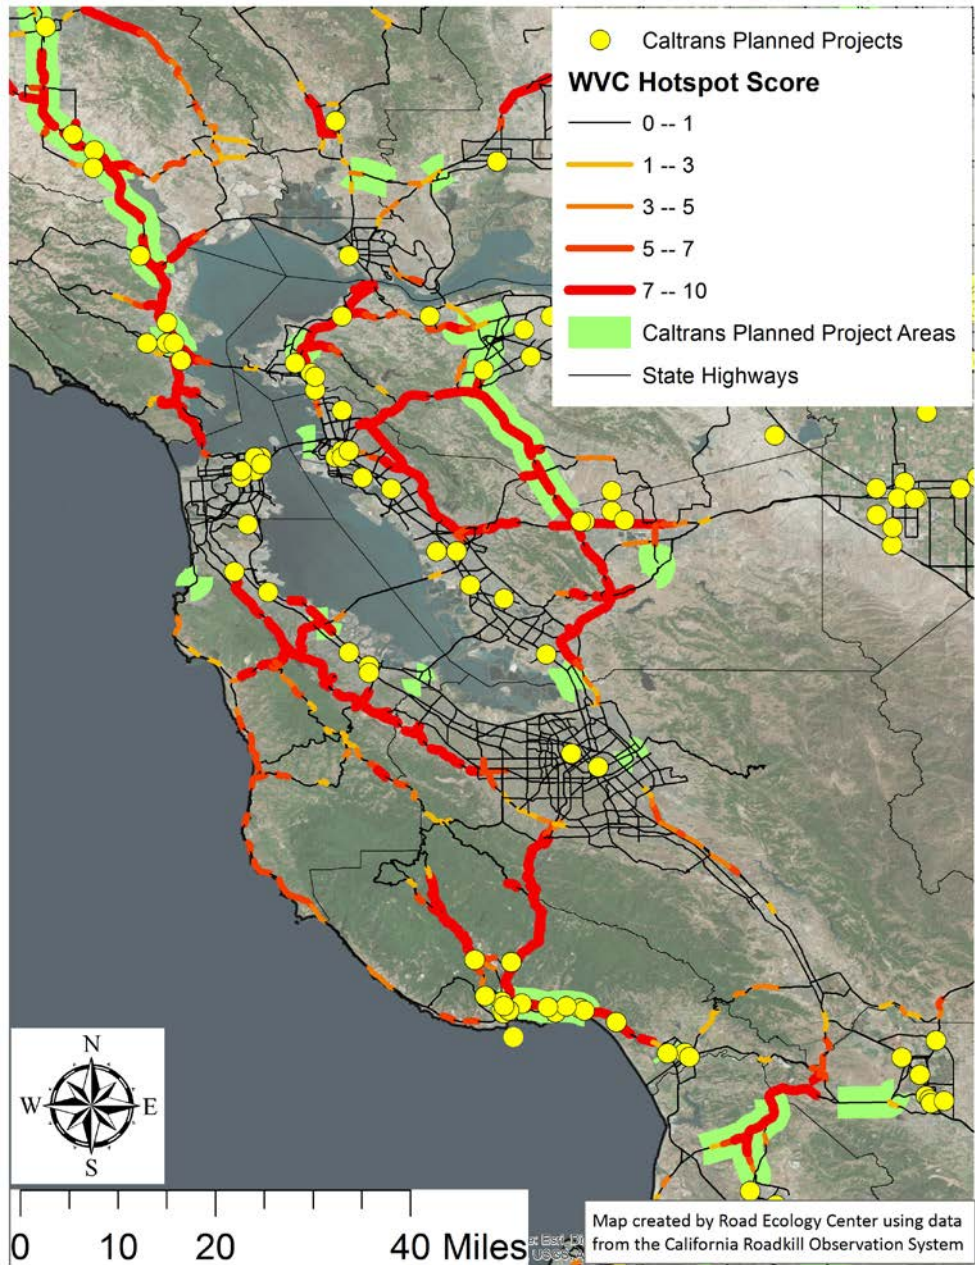 Caltrans Planned Projects
WVC Hotspot Score
0 -- 1
1 -- 3
3 -- 5
5 -- 7
7 -- 10
Caltrans Planned Project Areas
State Highways
N
W E
S
0 10 20 40 Miles
Map created by Road Ecology Center using data
from the California Roadkill Observation System